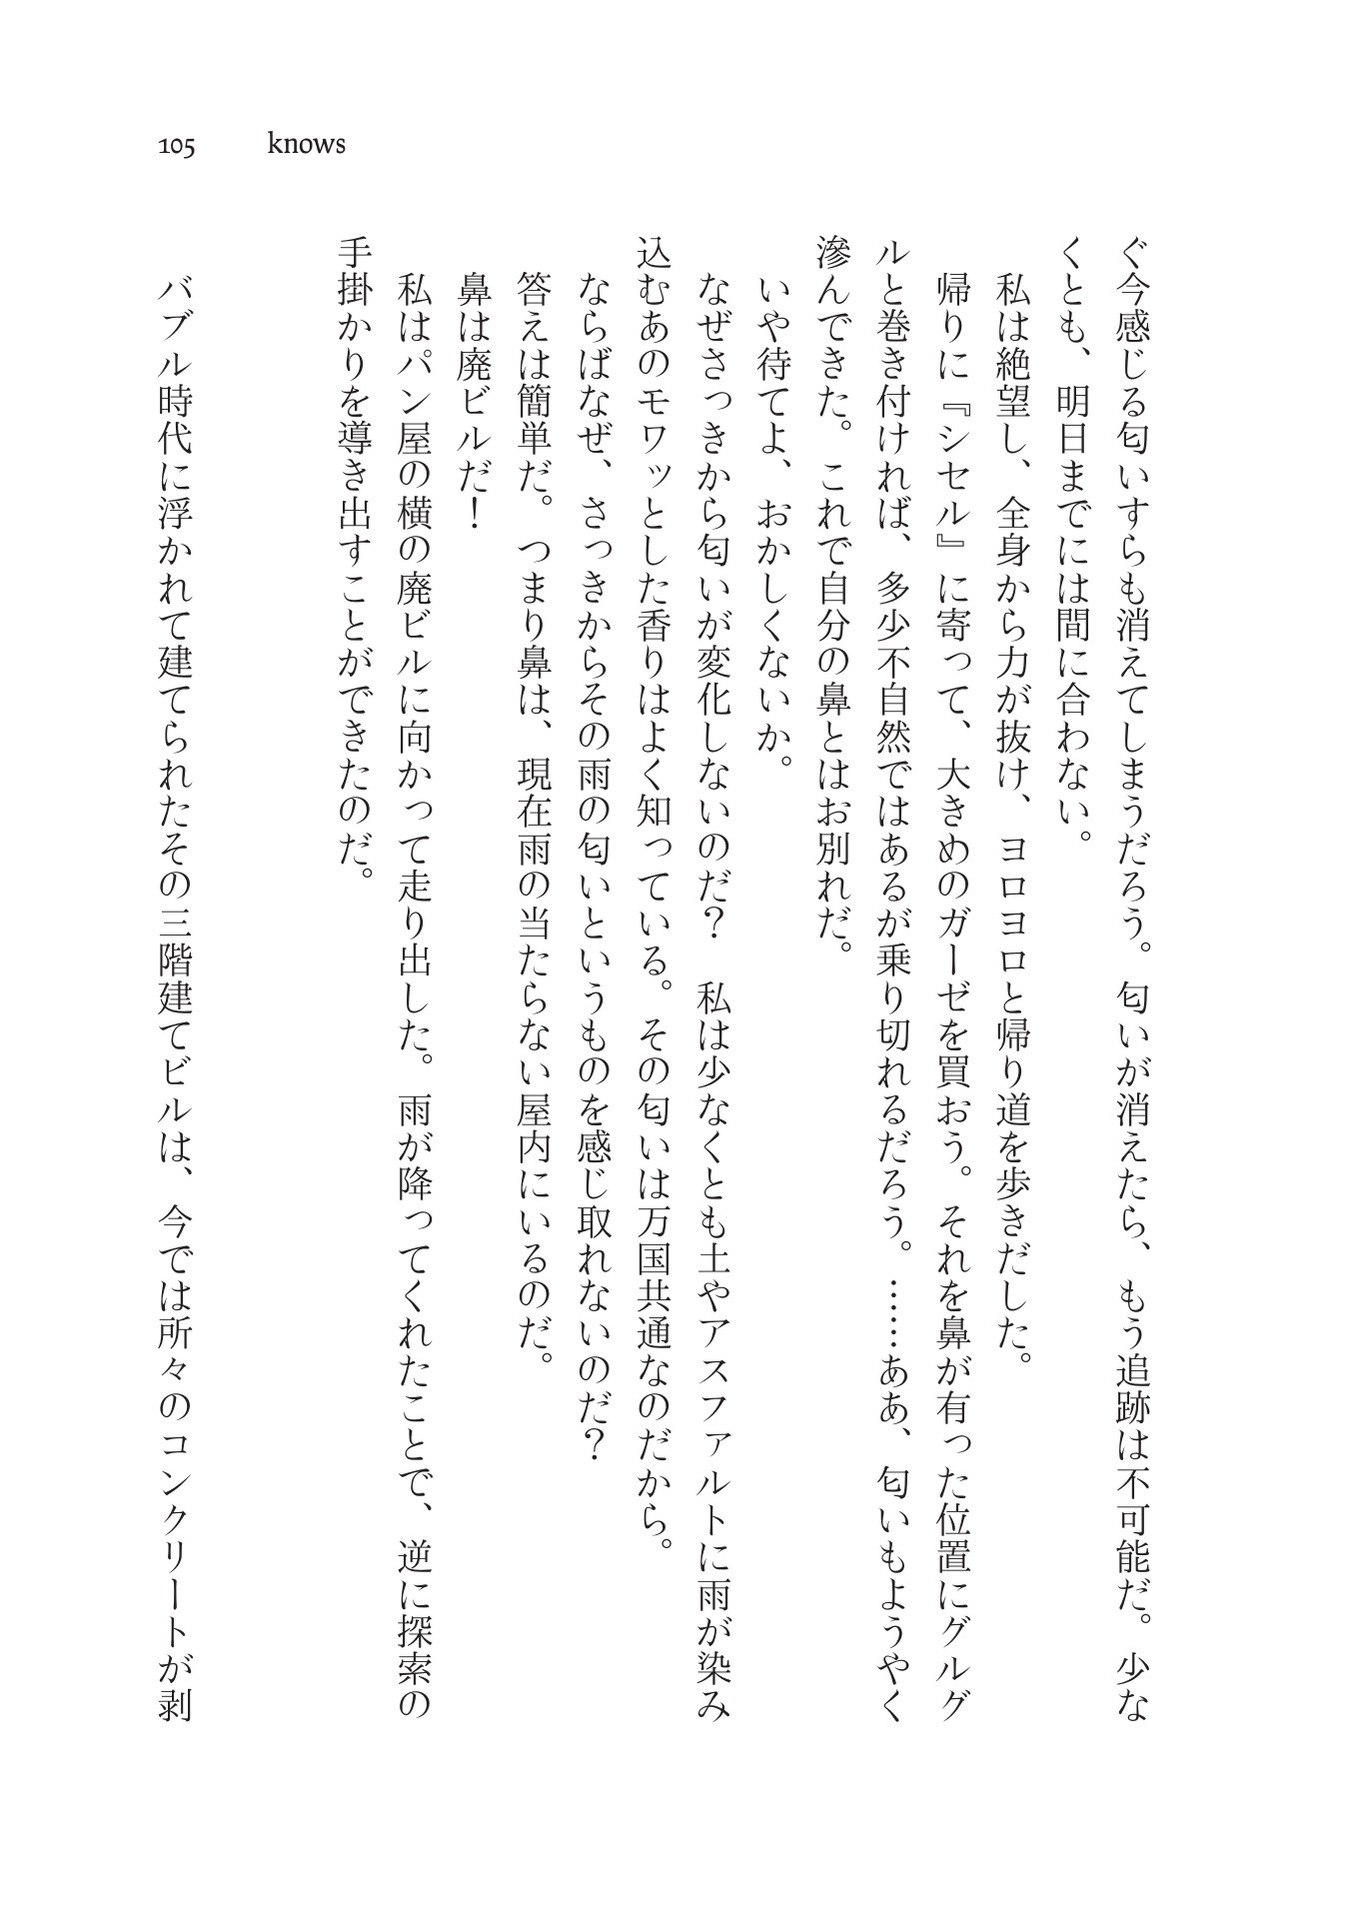 105 knows
ぐ今感じる匂いすらも消えてしまうだろう。匂いが消えたら、もう追跡は不可能だ。少な
くとも、明日までには間に合わない。
　私は絶望し、全身から力が抜け、ヨロヨロと帰り道を歩きだした。
　帰りに『シセル』に寄って、大きめのガーゼを買おう。それを鼻が有った位置にグルグ
ルと巻き付ければ、多少不自然ではあるが乗り切れるだろう。……ああ、匂いもようやく
滲んできた。これで自分の鼻とはお別れだ。
　いや待てよ、おかしくないか。
　なぜさっきから匂いが変化しないのだ？　私は少なくとも土やアスファルトに雨が染み
込むあのモワッとした香りはよく知っている。その匂いは万国共通なのだから。
　ならばなぜ、さっきからその雨の匂いというものを感じ取れないのだ？
　答えは簡単だ。つまり鼻は、現在雨の当たらない屋内にいるのだ。
　鼻は廃ビルだ！
　私はパン屋の横の廃ビルに向かって走り出した。雨が降ってくれたことで、逆に探索の
手掛かりを導き出すことができたのだ。
　バブル時代に浮かれて建てられたその三階建てビルは、今では所々のコンクリートが剥